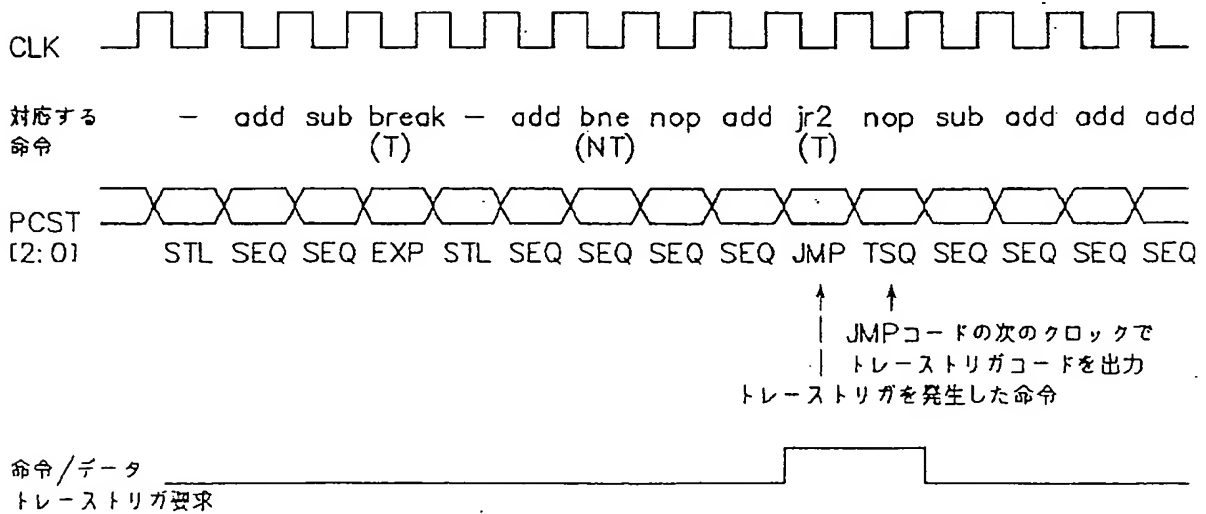 CLK
対応する － add sub break － add bne nop add jr2 nop sub add add add
命令 (T) (NT) (T)
PCST
[2:0] STL SEQ SEQ EXP STL SEQ SEQ SEQ SEQ JMP TSQ SEQ SEQ SEQ SEQ
JMPコードの次のクロックで
トレーストリガコードを出力
トレーストリガを発生した命令
命令/データ
トレーストリガ要求